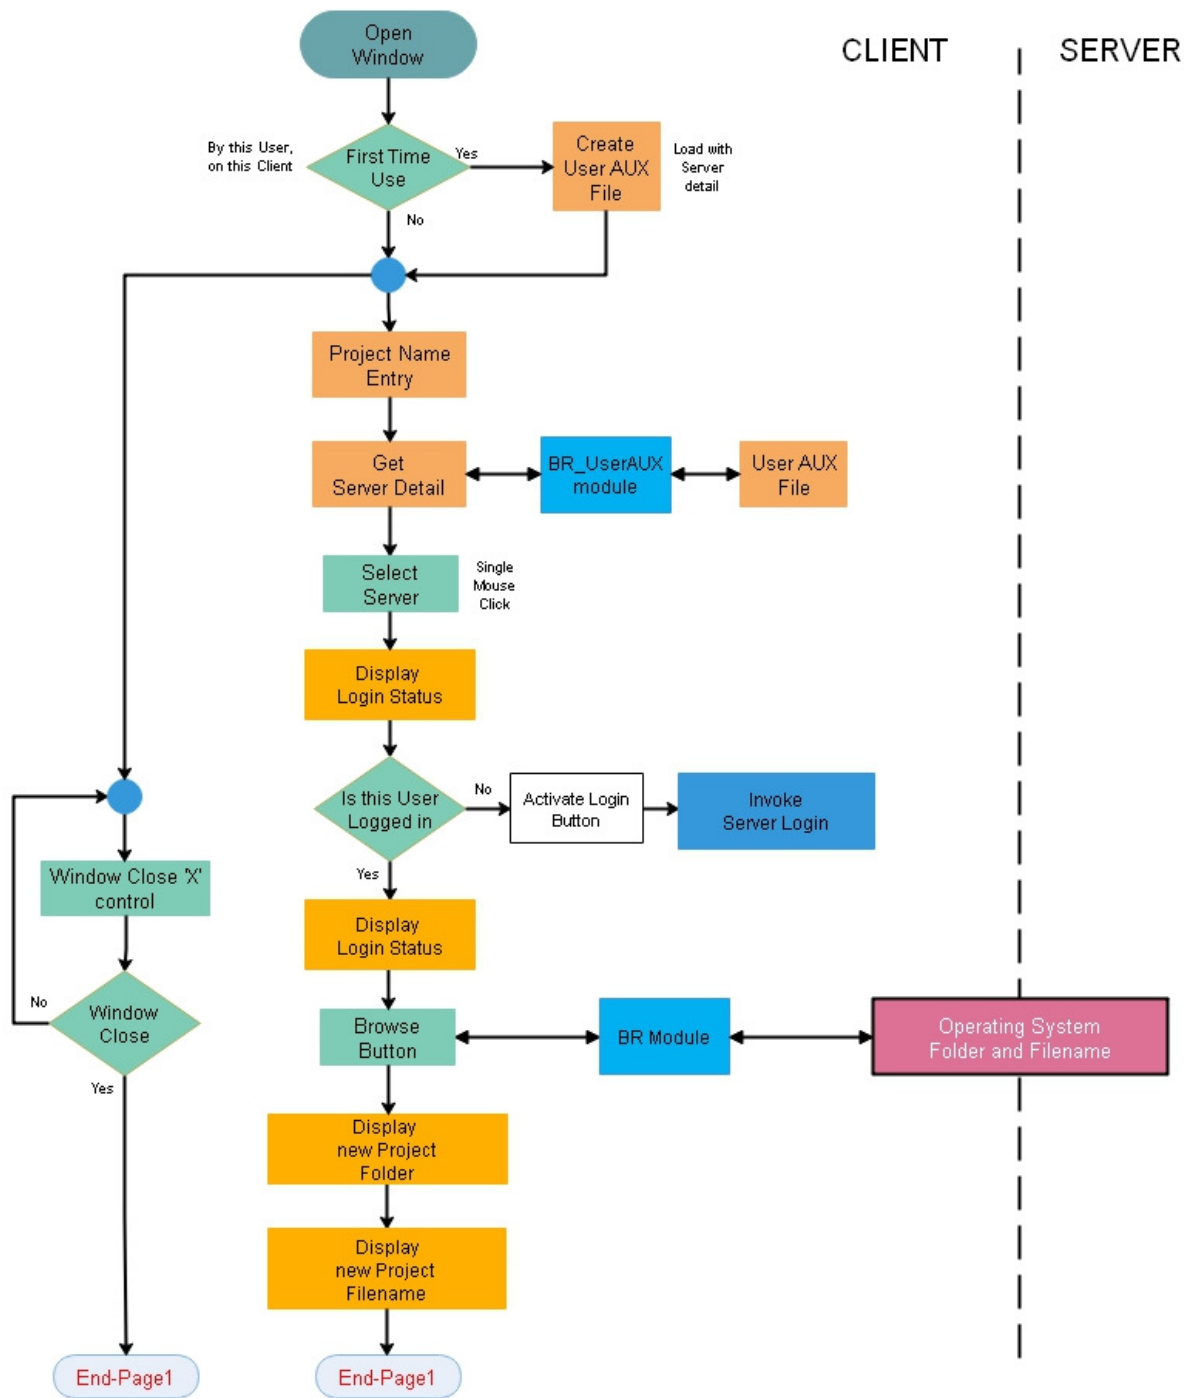 Open
Window
CLIENT
SERVER
By this User,
on this Client
First Time
Use
Yes
Create
User AUX
File
Load with
Server
detail
No
Project Name
Entry
Get
Server Detail
BR_UserAUX
module
User AUX
File
Select
Server
Single
Mouse
Click
Display
Login Status
Is this User
Logged in
No
Activate Login
Button
Invoke
Server Login
Yes
Window Close 'X'
control
Display
Login Status
No
Window
Close
Yes
Browse
Button
BR Module
Operating System
Folder and Filename
Display
new Project
Folder
Display
new Project
Filename
End-Page1
End-Page1